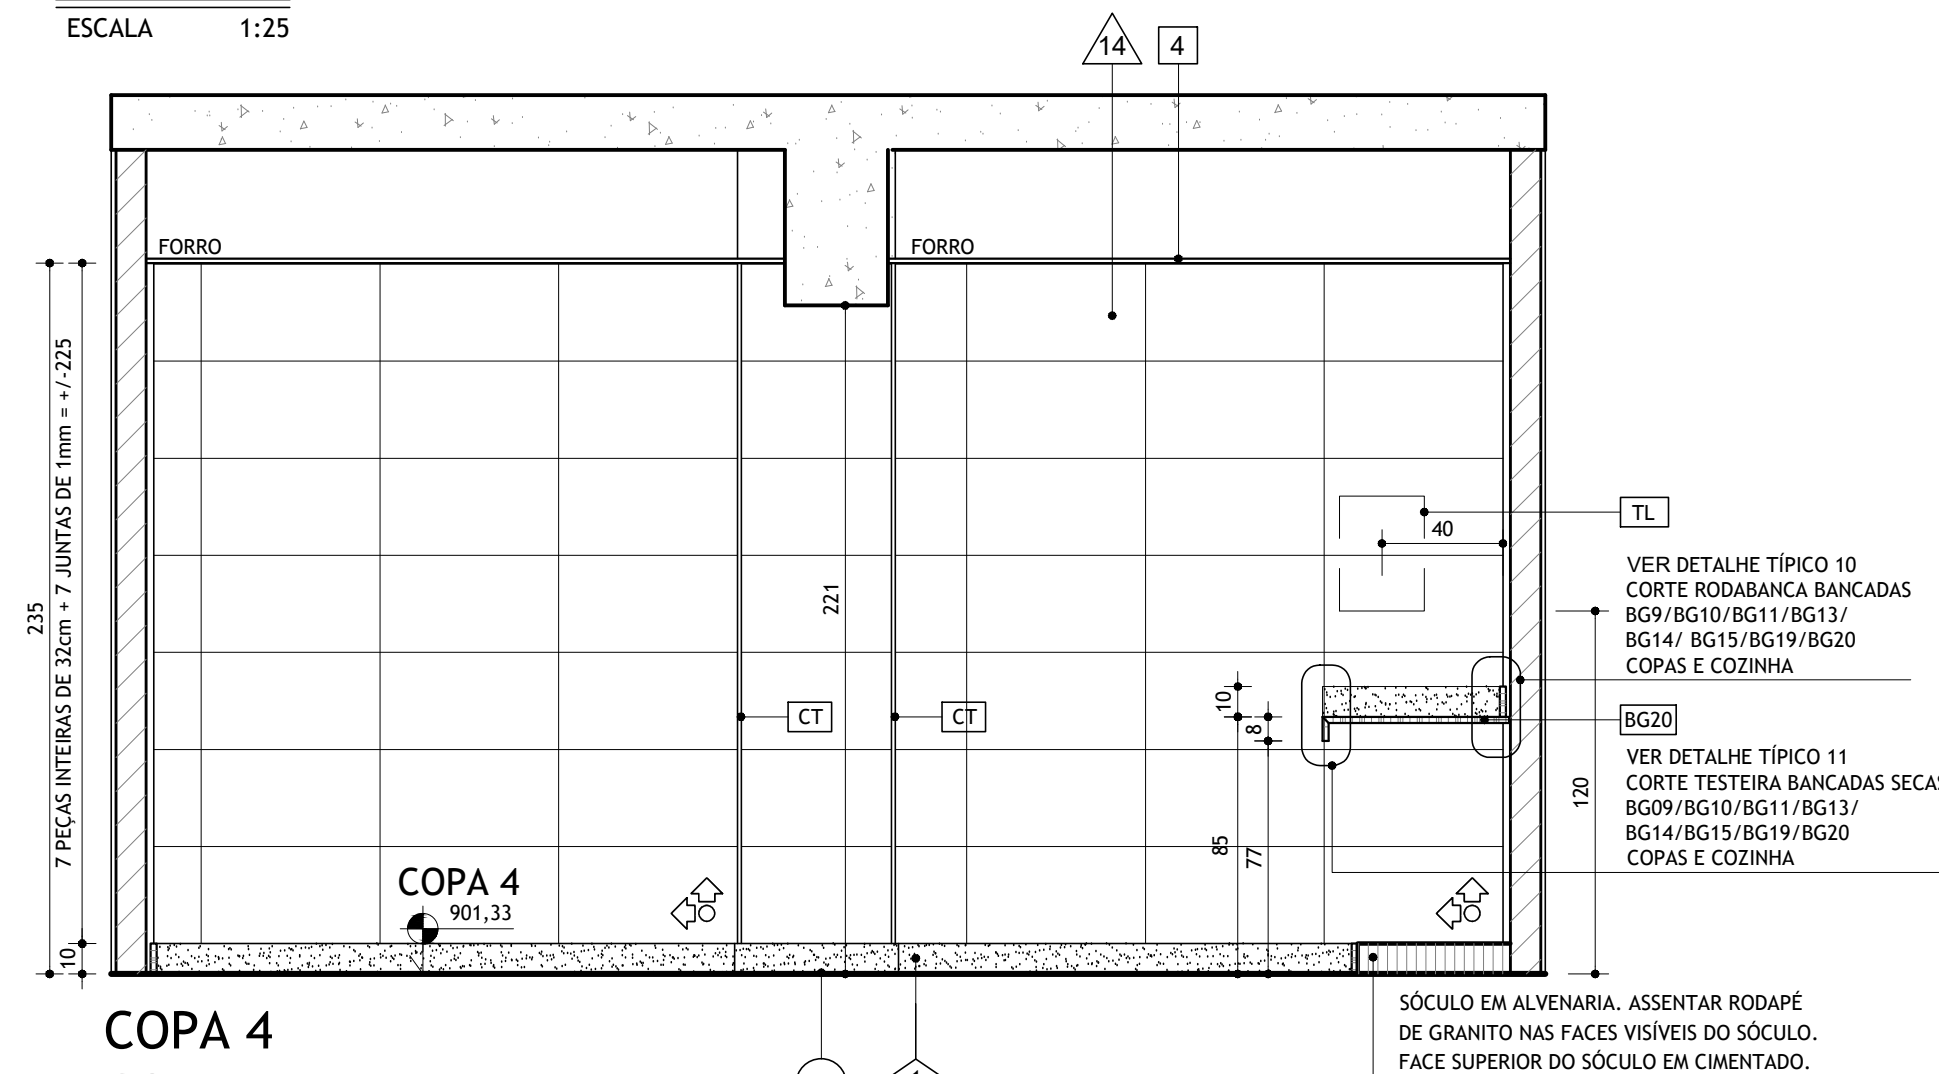 ESCALA 1:25
14
4
FORRO
FORRO
235
7 PEÇAS INTEIRAS DE 32cm + 7 JUNTAS DE 1mm = +/-225
10
221
TL
40
VER DETALHE TÍPICO 10
CORTE RODABANCA BANCADAS
BG9/BG10/BG11/BG13/
BG14/ BG15/BG19/BG20
COPAS E COZINHA
CT
CT
10
8
BG20
VER DETALHE TÍPICO 11
CORTE TESTEIRA BANCADAS SECAS
BG09/BG10/BG11/BG13/
BG14/BG15/BG19/BG20
COPAS E COZINHA
85
77
120
COPA 4
901,33
COPA 4
SÓCULO EM ALVENARIA. ASSENTAR RODAPÉ
DE GRANITO NAS FACES VISÍVEIS DO SÓCULO.
FACE SUPERIOR DO SÓCULO EM CIMENTADO.